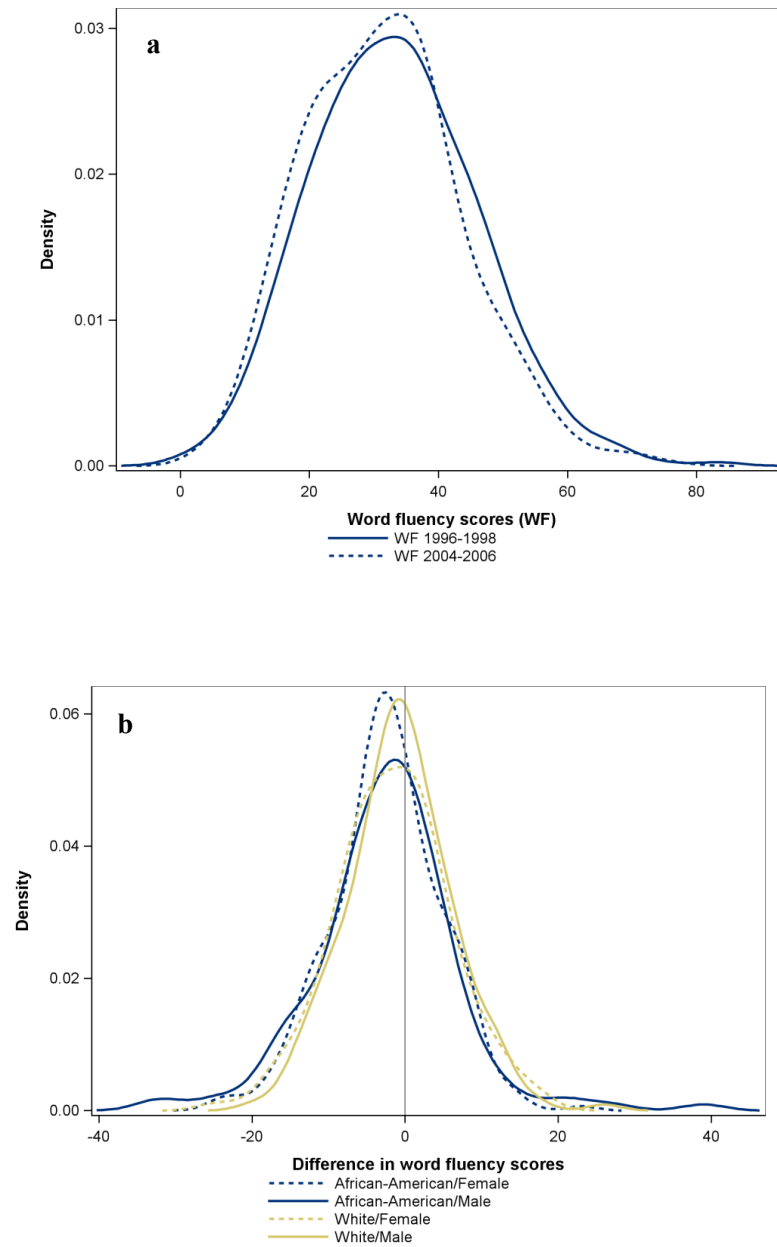 a
0.03
0.02
0.01
0.00
Density
0 20 40 60 80
Word fluency scores (WF)
WF 1996-1998
WF 2004-2006
b
0.06
0.04
0.02
0.00
Density
-40 -20 0 20 40
Difference in word fluency scores
African-American/Female
African-American/Male
White/Female
White/Male